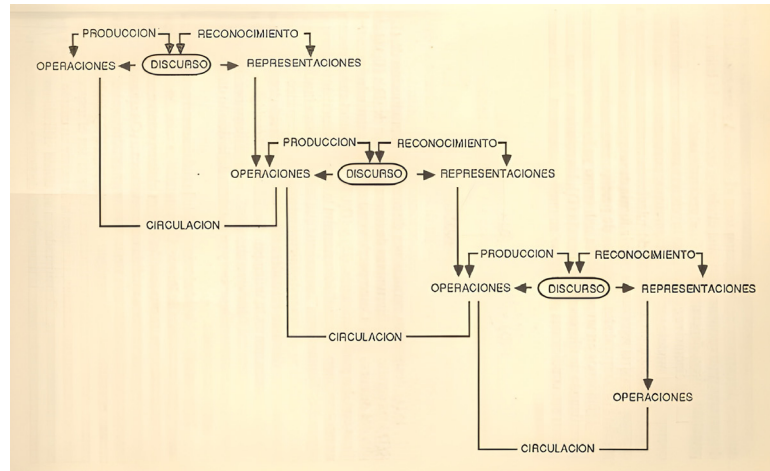 PRODUCCION RECONOCIMIENTO
OPERACIONES DISCURSO REPRESENTACIONES
PRODUCCION RECONOCIMIENTO
OPERACIONES DISCURSO REPRESENTACIONES
CIRCULACION
PRODUCCION RECONOCIMIENTO
OPERACIONES DISCURSO REPRESENTACIONES
CIRCULACION
OPERACIONES
CIRCULACION